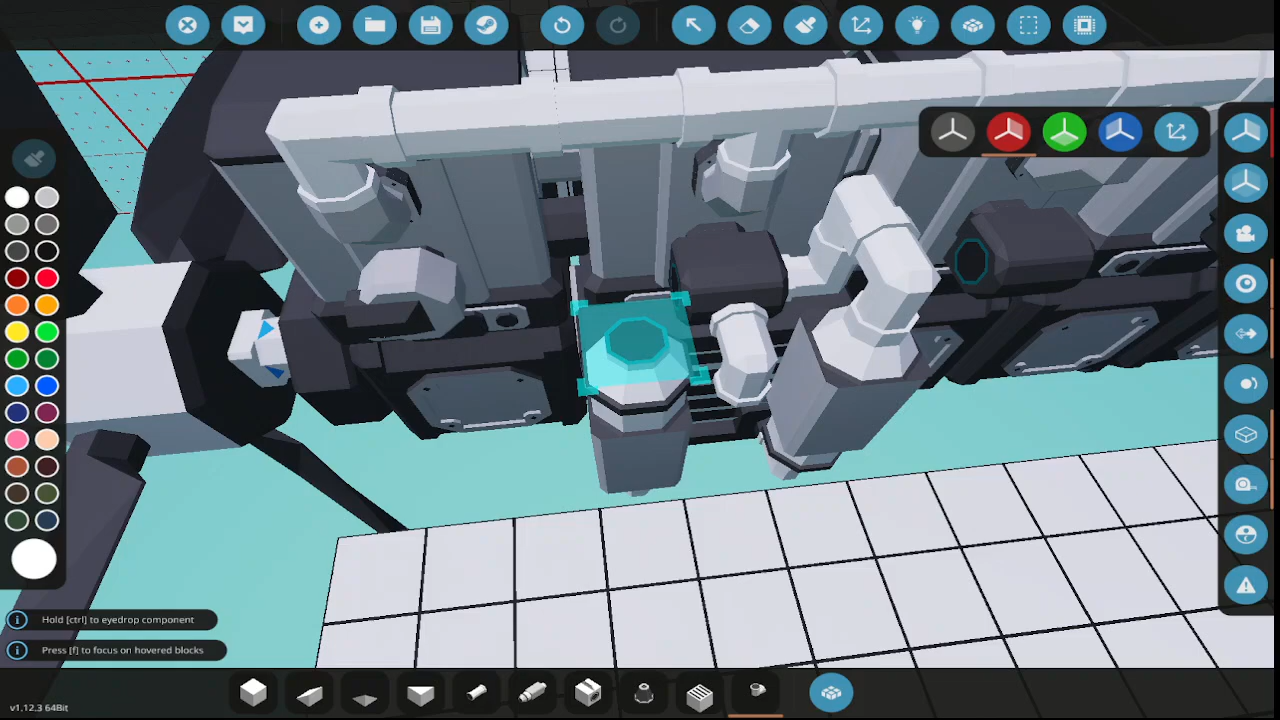 Hold [ctrl] to eyedrop component
Press [f] to focus on hovered blocks
v1.12.3 64Bit